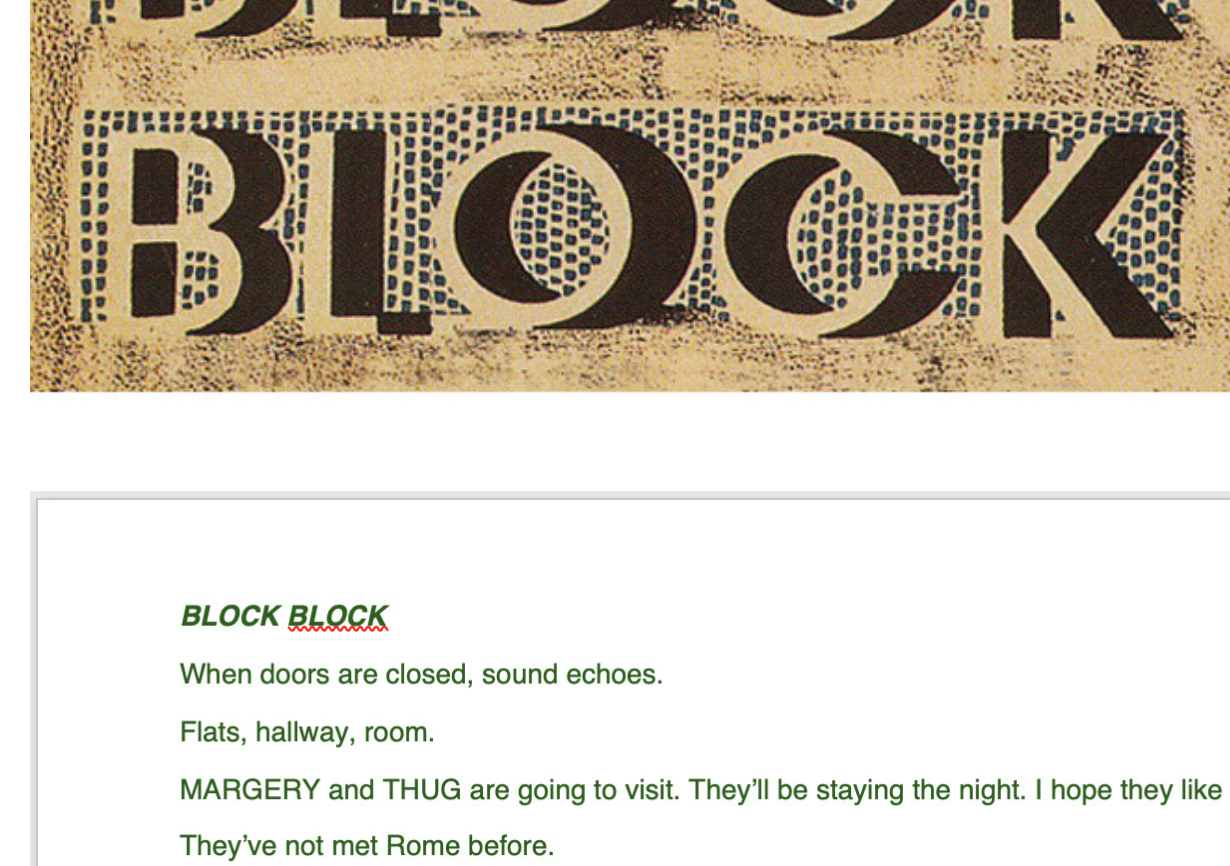 BLOCK
BLOCK
BLOCK BLOCK
When doors are closed, sound echoes.
Flats, hallway, room.
MARGERY and THUG are going to visit. They’ll be staying the night. I hope they like
They’ve not met Rome before.